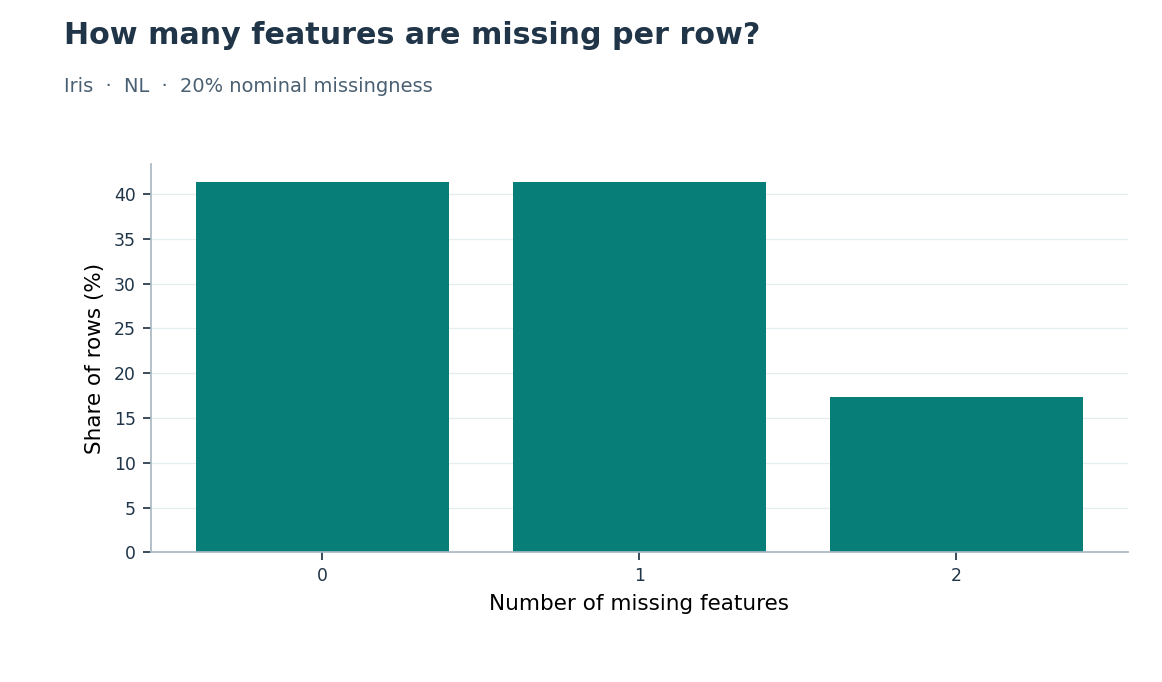 How many features are missing per row?
Iris · NL · 20% nominal missingness
40
35
30
25
20
15
10
5
0
Share of rows (%)
0 1 2
Number of missing features